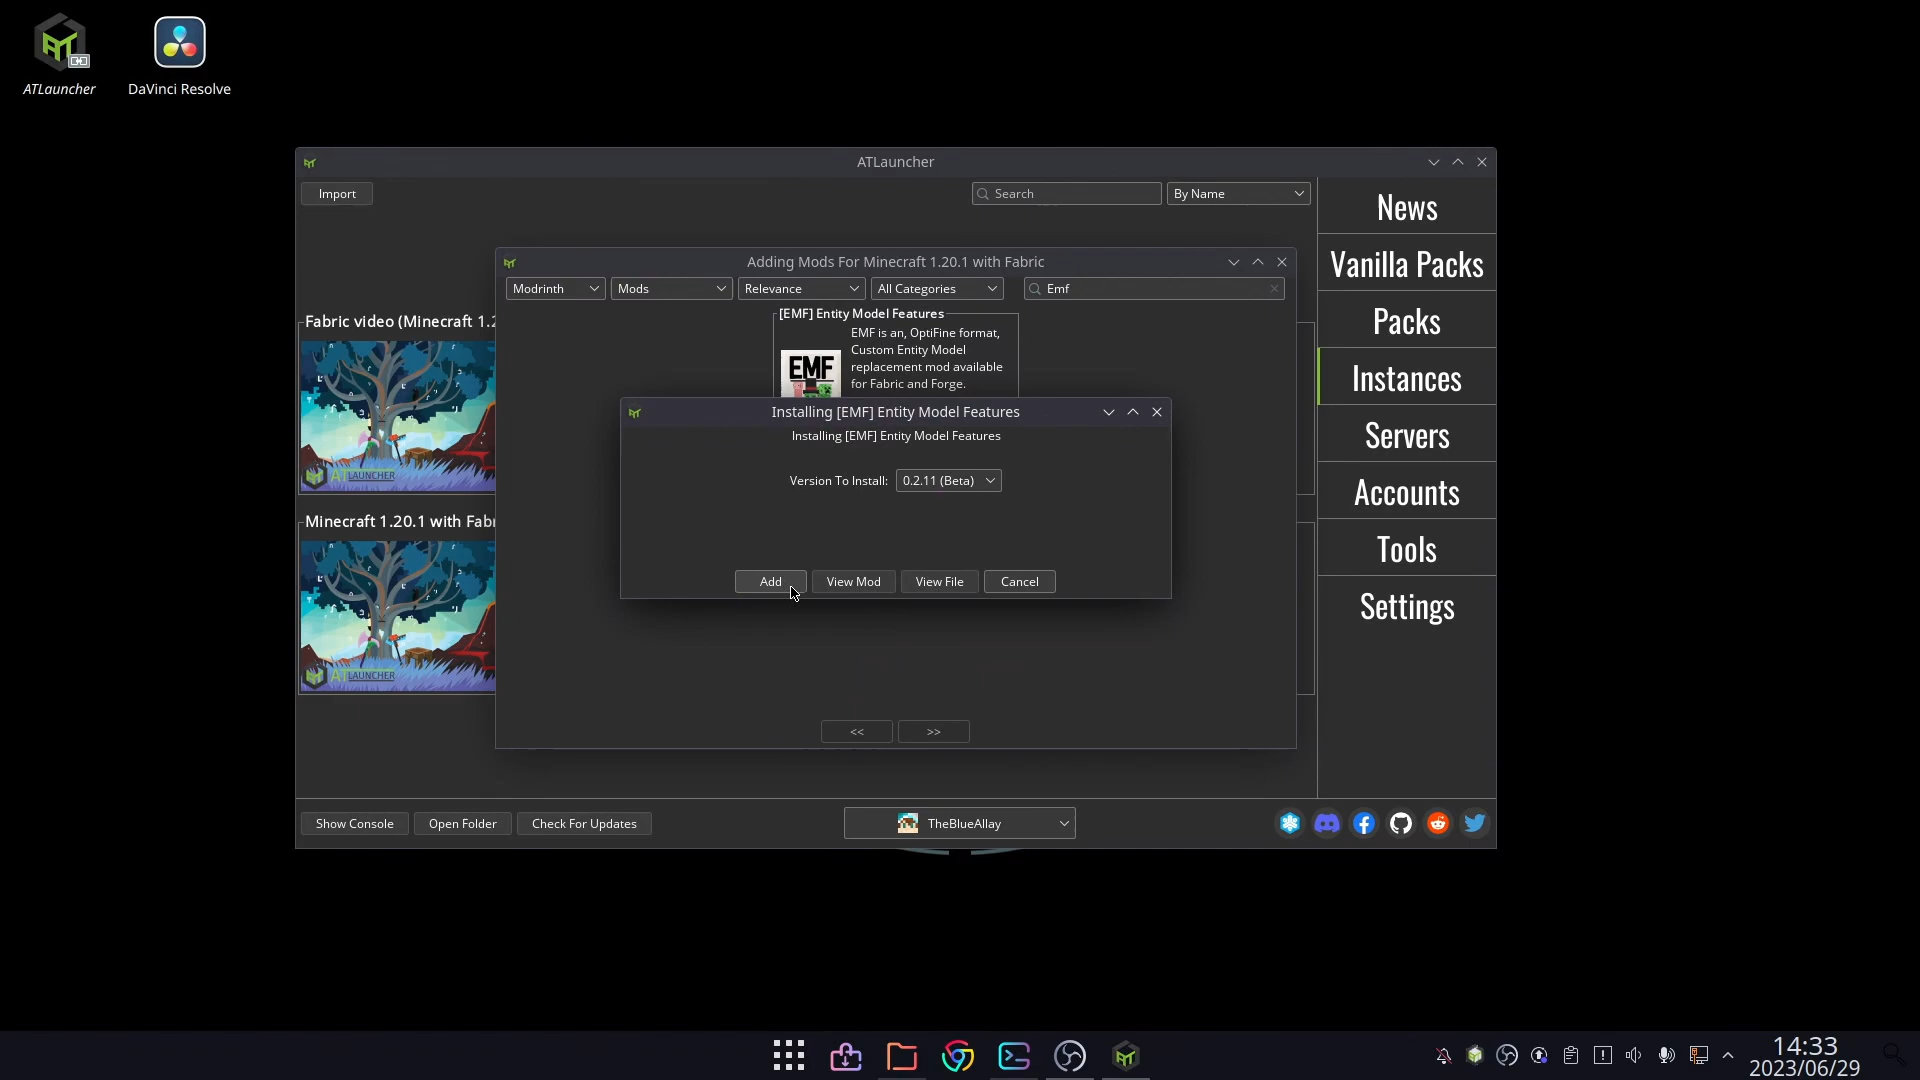 ATLauncher
DaVinci Resolve
ATLauncher
Import
Search
By Name
News
Vanilla Packs
Packs
Instances
Servers
Accounts
Tools
Settings
Adding Mods For Minecraft 1.20.1 with Fabric
Modrinth
Mods
Relevance
All Categories
Emf
Fabric video (Minecraft 1.2
ATLAUNCHER
Minecraft 1.20.1 with Fabr
ATLAUNCHER
[EMF] Entity Model Features
EMF
EMF is an, OptiFine format,
Custom Entity Model
replacement mod available
for Fabric and Forge.
Installing [EMF] Entity Model Features
Installing [EMF] Entity Model Features
Version To Install:
0.2.11 (Beta)
Add
View Mod
View File
Cancel
<<
>>
Show Console
Open Folder
Check For Updates
TheBlueAllay
14:33
2023/06/29